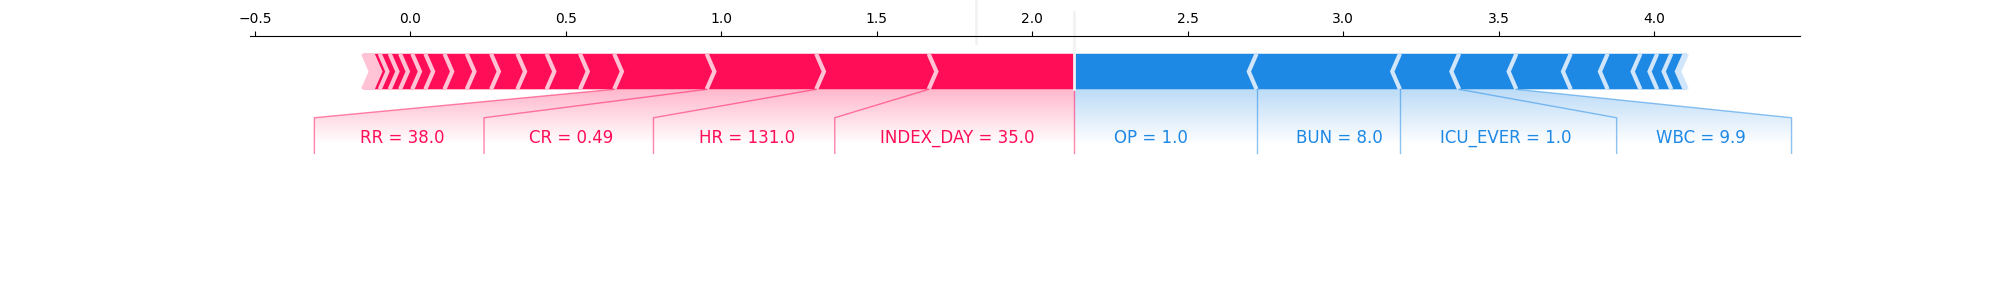 −0.5 0.0 0.5 1.0 1.5 2.0 2.5 3.0 3.5 4.0
RR = 38.0 CR = 0.49 HR = 131.0 INDEX_DAY = 35.0 OP = 1.0 BUN = 8.0 ICU_EVER = 1.0 WBC = 9.9